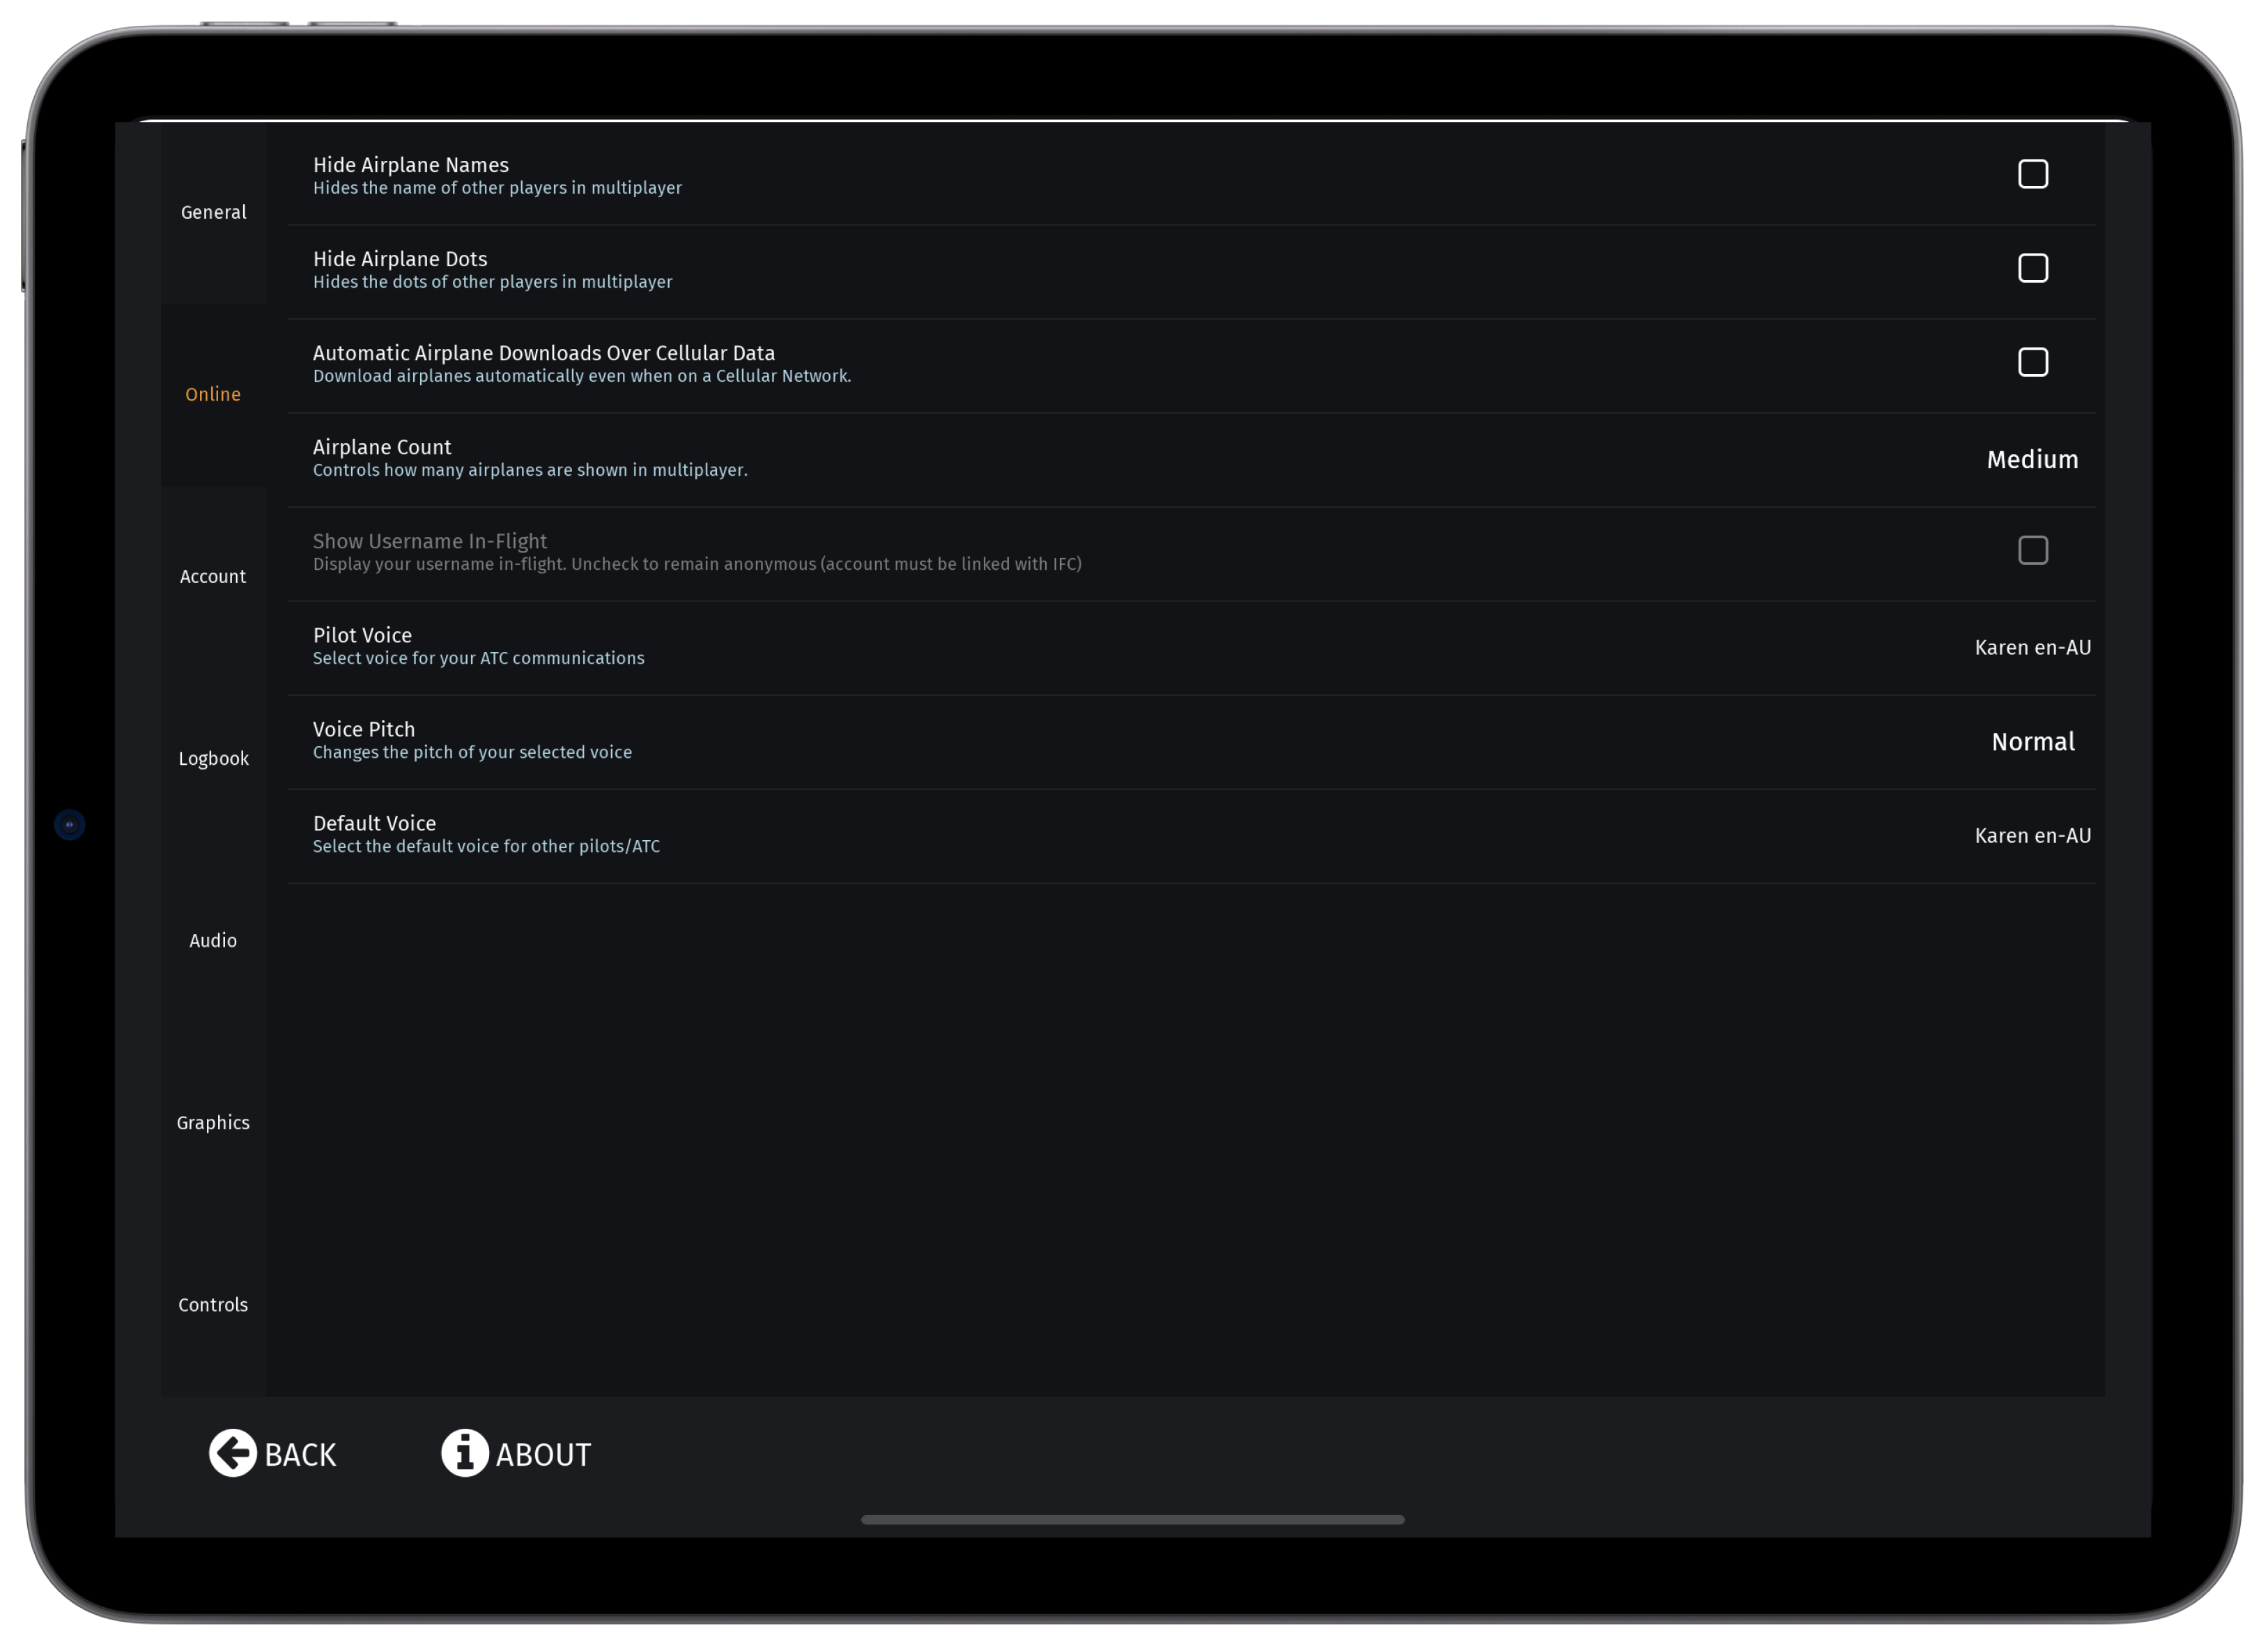 General
Online
Account
Logbook
Audio
Graphics
Controls
Hide Airplane Names
Hides the name of other players in multiplayer
Hide Airplane Dots
Hides the dots of other players in multiplayer
Automatic Airplane Downloads Over Cellular Data
Download airplanes automatically even when on a Cellular Network.
Airplane Count
Controls how many airplanes are shown in multiplayer.
Medium
Show Username In-Flight
Display your username in-flight. Uncheck to remain anonymous (account must be linked with IFC)
Pilot Voice
Select voice for your ATC communications
Karen en-AU
Voice Pitch
Changes the pitch of your selected voice
Normal
Default Voice
Select the default voice for other pilots/ATC
Karen en-AU
BACK
ABOUT